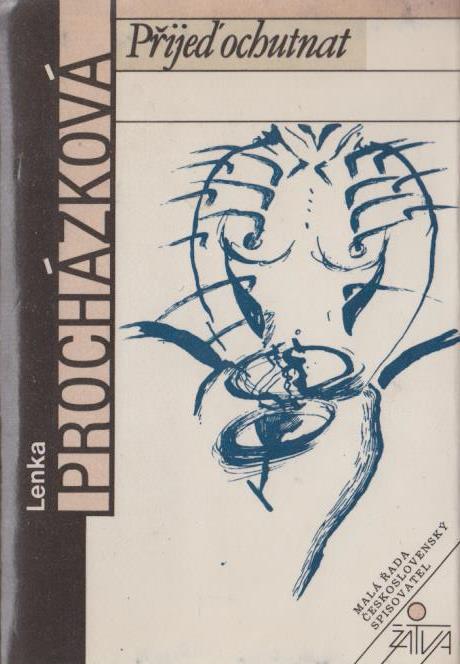 Přijeď ochutnat
Lenka
PROCHÁZKOVÁ
MALÁ ŘADA
ČESKOSLOVENSKÝ
SPISOVATEL
ŽATVA